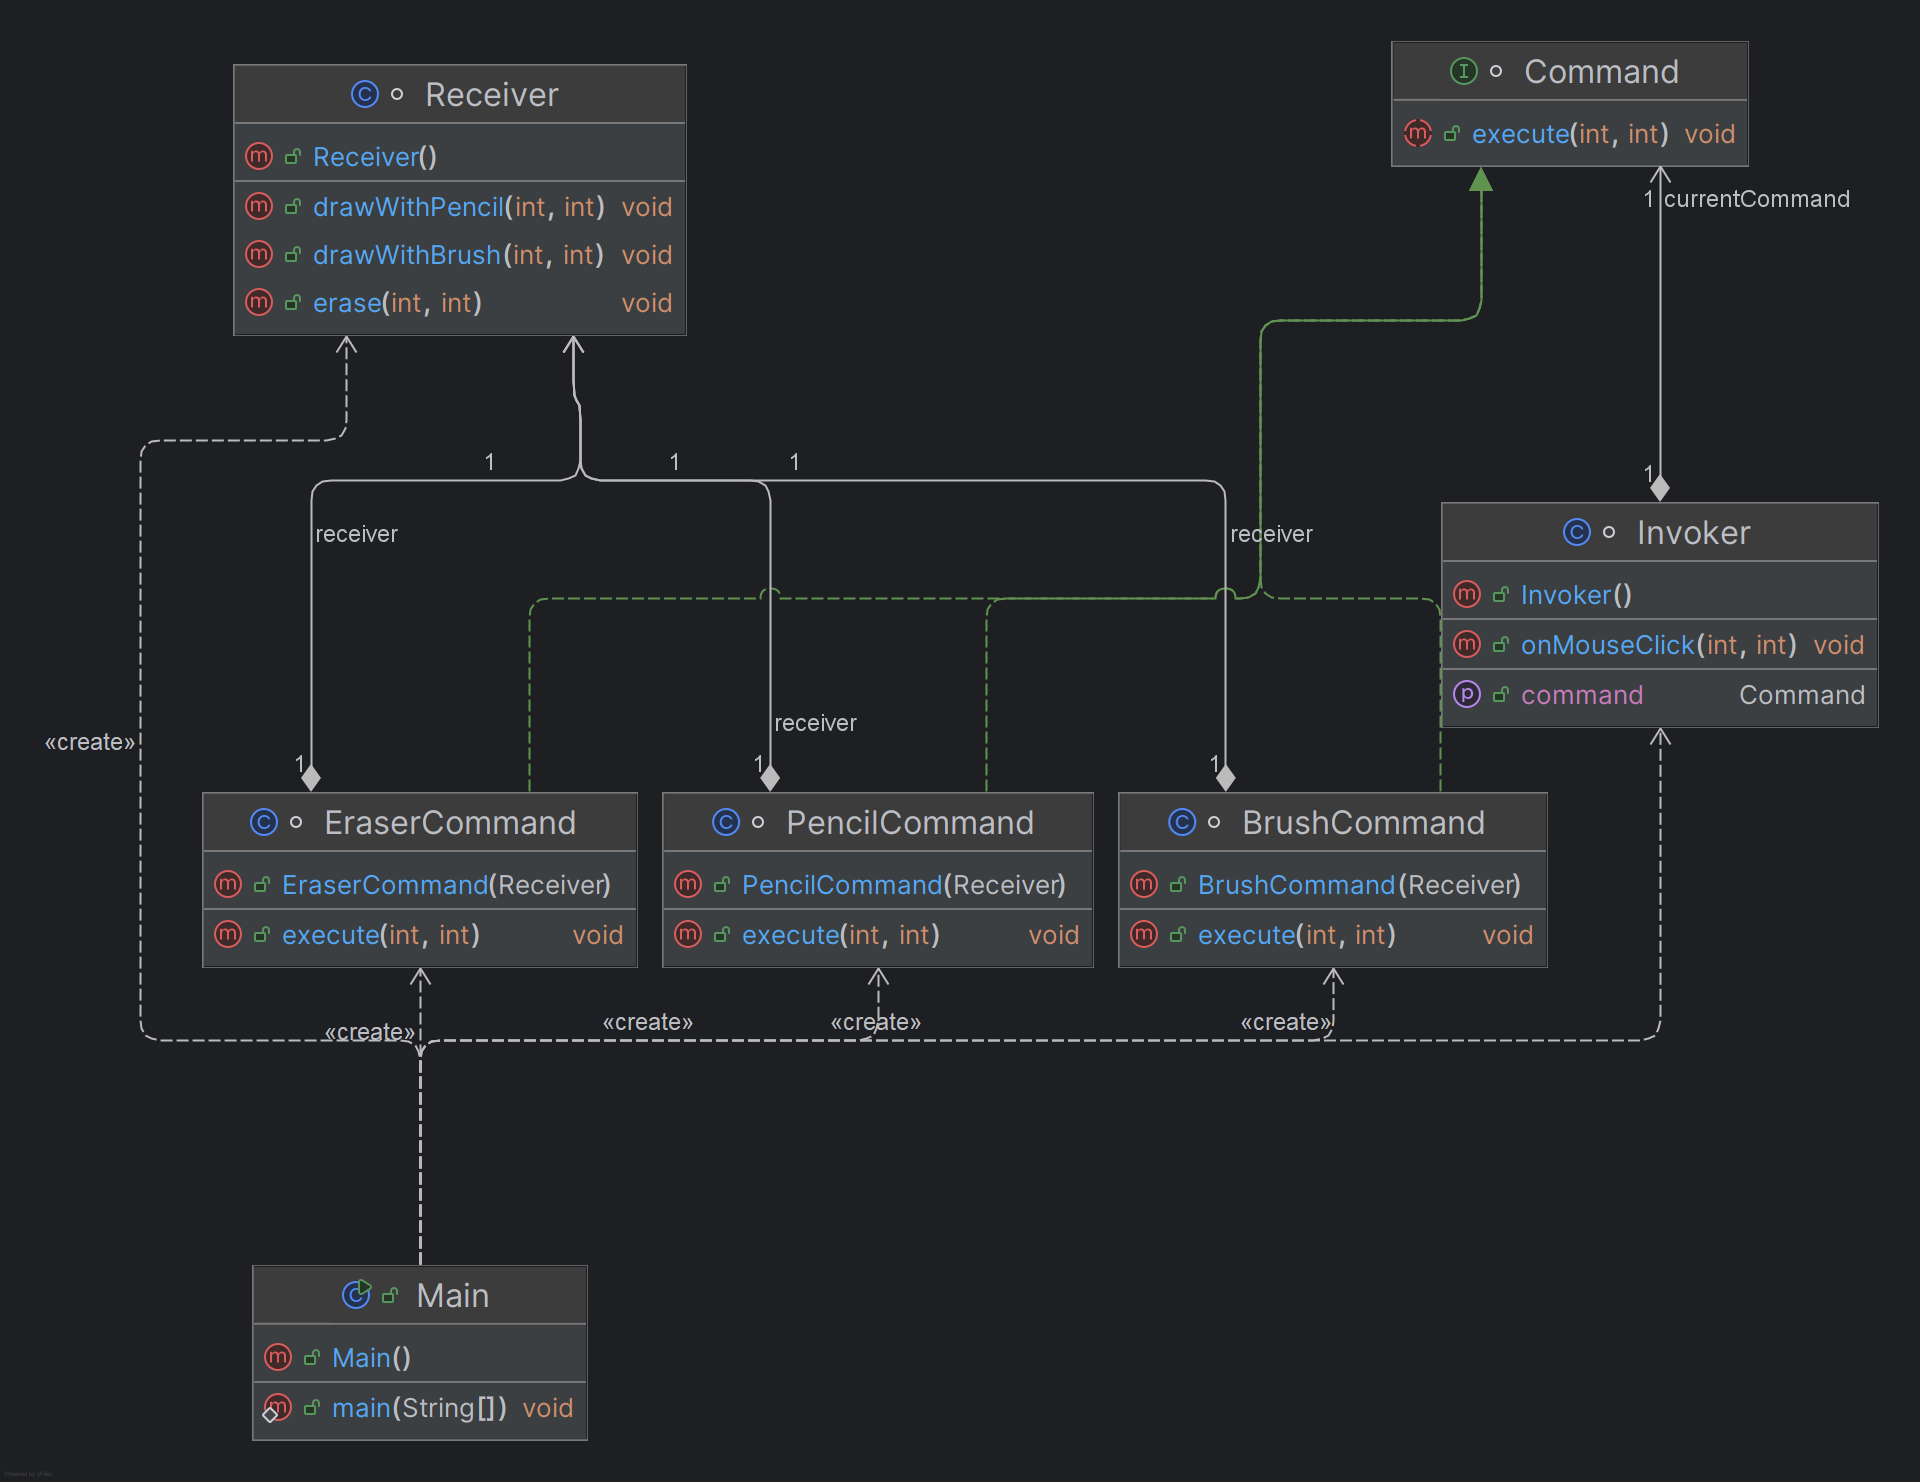 Receiver
Receiver()
drawWithPencil(int, int) void
drawWithBrush(int, int) void
erase(int, int) void
Command
execute(int, int) void
1 currentCommand
1
1 1 1
receiver
receiver
receiver
Invoker
Invoker()
onMouseClick(int, int) void
command Command
«create»
1
1
1
EraserCommand
EraserCommand(Receiver)
execute(int, int) void
PencilCommand
PencilCommand(Receiver)
execute(int, int) void
BrushCommand
BrushCommand(Receiver)
execute(int, int) void
«create»
«create»
«create»
«create»
Main
Main()
main(String[]) void
Powered by yFiles